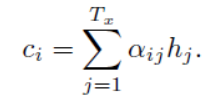 c_i = \sum_{j=1}^{T_x} \alpha_{ij} h_j.